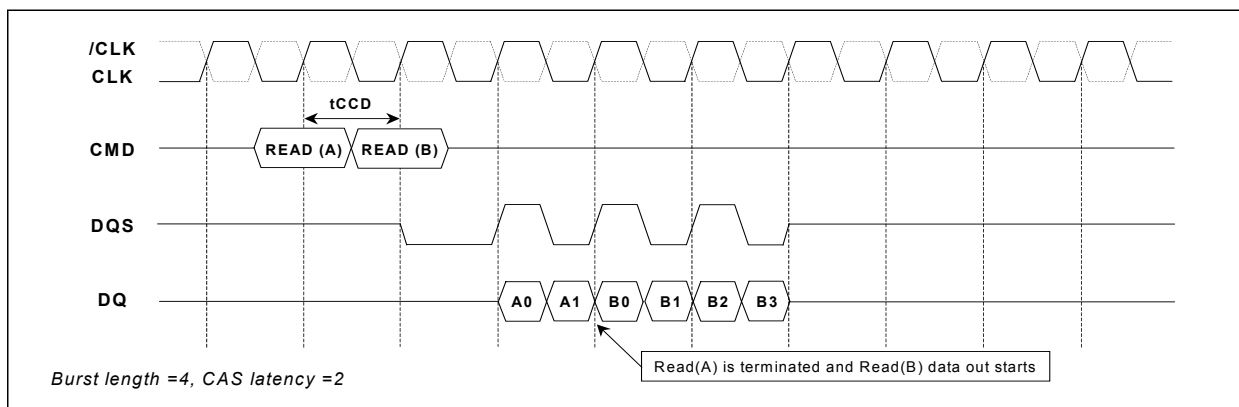 /CLK
CLK
tCCD
CMD
READ (A)
READ (B)
DQS
DQ
A0
A1
B0
B1
B2
B3
Read(A) is terminated and Read(B) data out starts
Burst length =4, CAS latency =2